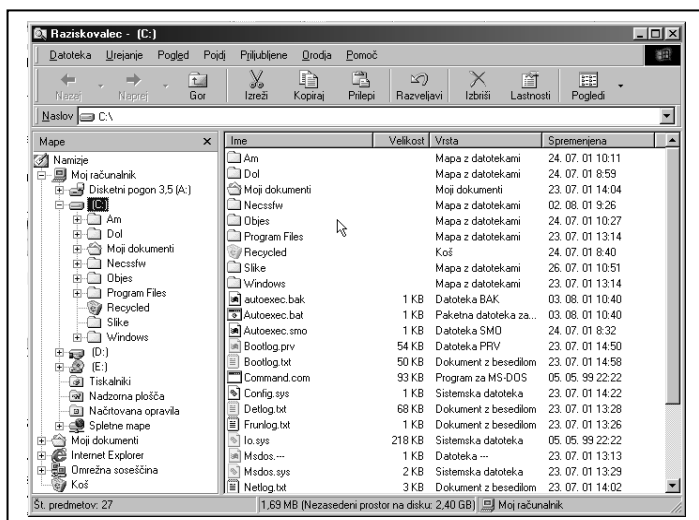 Raziskovalec - (C:)
Datoteka Urejanje Pogled Pojdi Priljubljene Orodja Pomoč
Nazaj Naprej Gor Izreži Kopiraj Prilepi Razveljavi Izbriši Lastnosti Pogledi
Naslov C:\
Mape
Namizje
Moj računalnik
Disketni pogon 3,5 (A:)
(C:)
Am
Dol
Moji dokumenti
Necssfw
Objes
Program Files
Recycled
Slike
Windows
(D:)
(E:)
Tiskalniki
Nadzorna plošča
Načrtovana opravila
Spletne mape
Moji dokumenti
Internet Explorer
Omrežna soseščina
Koš
Ime Velikost Vrsta Spremenjena
Am Mapa z datotekami 24. 07. 01 10:11
Dol Mapa z datotekami 24. 07. 01 8:59
Moji dokumenti Moji dokumenti 23. 07. 01 14:04
Necssfw Mapa z datotekami 02. 08. 01 9:26
Objes Mapa z datotekami 24. 07. 01 10:27
Program Files Mapa z datotekami 23. 07. 01 13:14
Recycled Koš 24. 07. 01 8:40
Slike Mapa z datotekami 26. 07. 01 10:51
Windows Mapa z datotekami 23. 07. 01 13:14
autoexec.bak 1 KB Datoteka BAK 03. 08. 01 10:40
Autoexec.bat 1 KB Paketna datoteka za... 03. 08. 01 10:40
Autoexec.smo 1 KB Datoteka SMO 24. 07. 01 8:32
Bootlog.prv 54 KB Datoteka PRV 23. 07. 01 14:50
Bootlog.txt 50 KB Dokument z besedilom 23. 07. 01 14:58
Command.com 93 KB Program za MS-DOS 05. 05. 99 22:22
Config.sys 1 KB Sistemska datoteka 23. 07. 01 14:22
Detlog.txt 68 KB Dokument z besedilom 23. 07. 01 13:28
Frunlog.txt 1 KB Dokument z besedilom 23. 07. 01 13:26
Io.sys 218 KB Sistemska datoteka 05. 05. 99 22:22
Msdos.--- 1 KB Datoteka --- 23. 07. 01 13:13
Msdos.sys 2 KB Sistemska datoteka 23. 07. 01 13:29
Netlog.txt 3 KB Dokument z besedilom 23. 07. 01 14:02
Št. predmetov: 27 1,69 MB (Nezasedeni prostor na disku: 2,40 GB) Moj računalnik